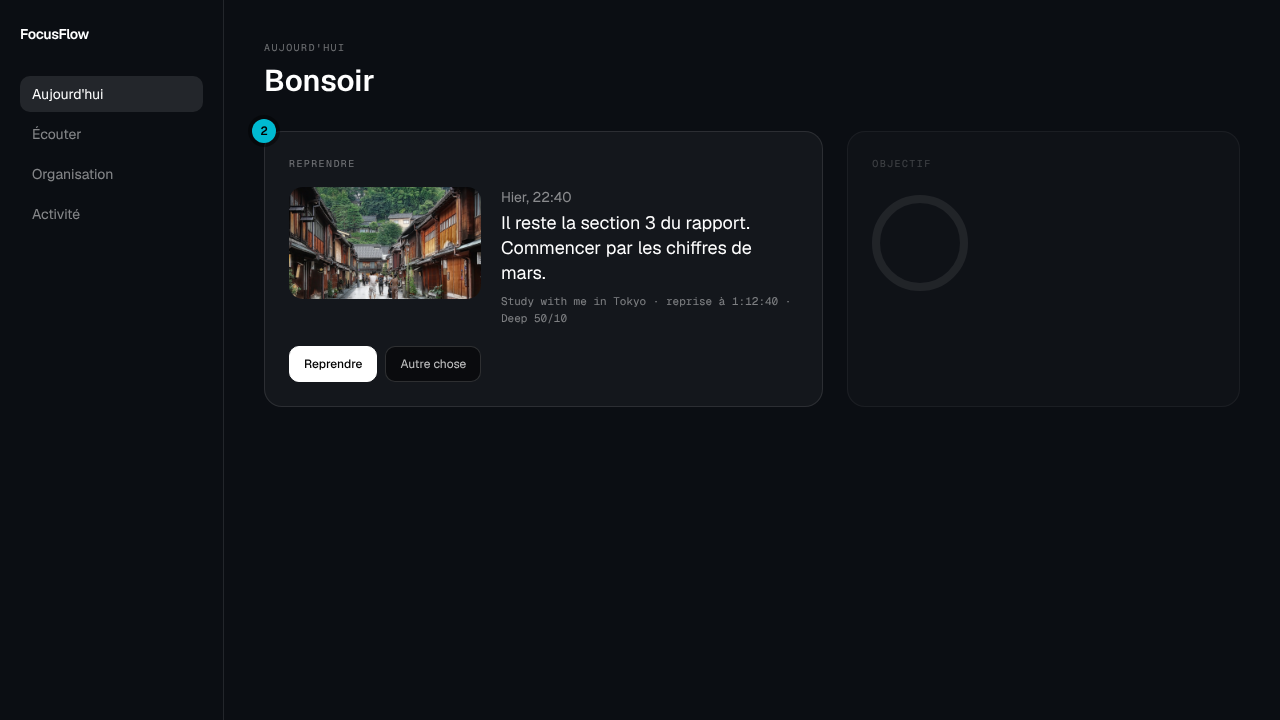 FocusFlow
Aujourd'hui
Écouter
Organisation
Activité
AUJOURD'HUI
Bonsoir
2
REPRENDRE
Hier, 22:40
Il reste la section 3 du rapport.
Commencer par les chiffres de
mars.
Study with me in Tokyo · reprise à 1:12:40 ·
Deep 50/10
Reprendre
Autre chose
OBJECTIF